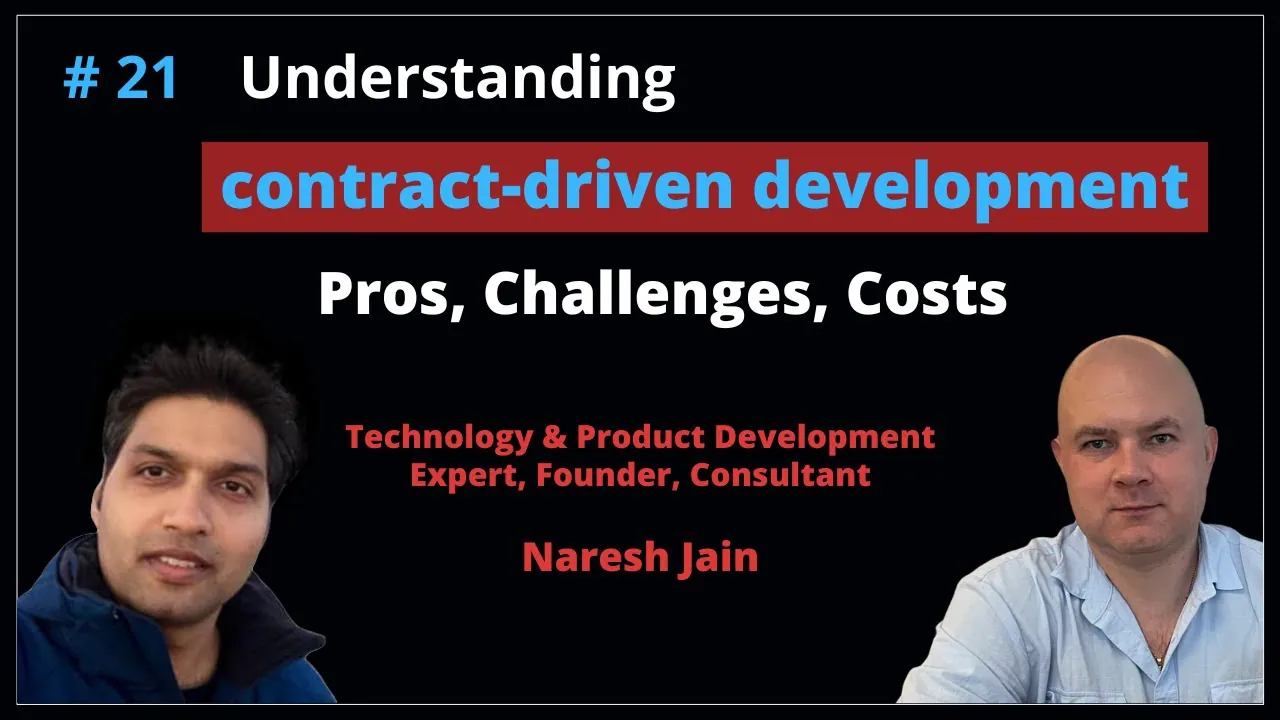 # 21 Understanding
contract-driven development
Pros, Challenges, Costs
Technology & Product Development
Expert, Founder, Consultant
Naresh Jain